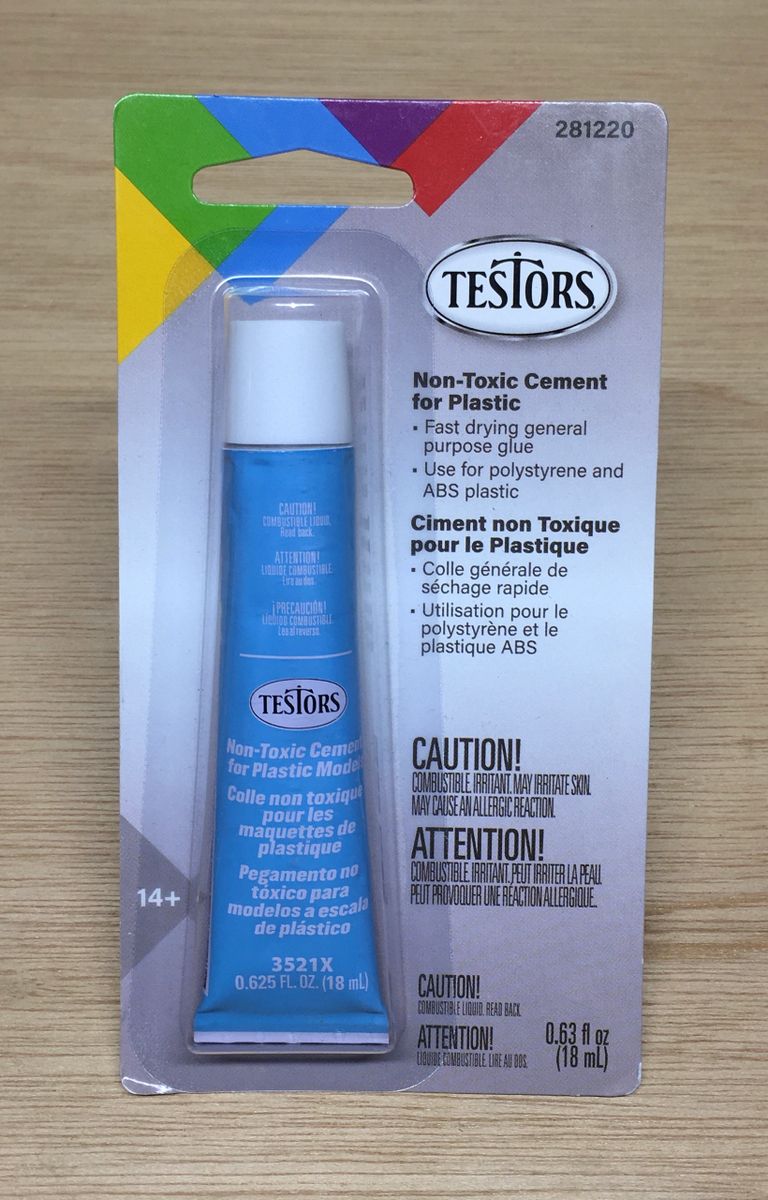 281220
TESTORS
Non-Toxic Cement
for Plastic
· Fast drying general
purpose glue
· Use for polystyrene and
ABS plastic
Ciment non Toxique
pour le Plastique
· Colle générale de
séchage rapide
· Utilisation pour le
polystyrène et le
plastique ABS
CAUTION!
COMBUSTIBLE. IRRITANT. MAY IRRITATE SKIN.
MAY CAUSE AN ALLERGIC REACTION.
ATTENTION!
COMBUSTIBLE. IRRITANT. PEUT IRRITER LA PEAU.
PEUT PROVOQUER UNE RÉACTION ALLERGIQUE.
CAUTION!
COMBUSTIBLE LIQUID. READ BACK.
ATTENTION!
LIQUIDE COMBUSTIBLE. LIRE AU DOS.
0.63 fl oz
(18 mL)
14+
CAUTION!
COMBUSTIBLE LIQUID.
Read back.
ATTENTION!
LIQUIDE COMBUSTIBLE.
Lire au dos.
¡PRECAUCIÓN!
LÍQUIDO COMBUSTIBLE.
Lea al reverso.
TESTORS
Non-Toxic Cemen
for Plastic Models
Colle non toxique
pour les
maquettes de
plastique
Pegamento no
tóxico para
modelos a escala
de plástico
3521X
0.625 FL. OZ. (18 mL)